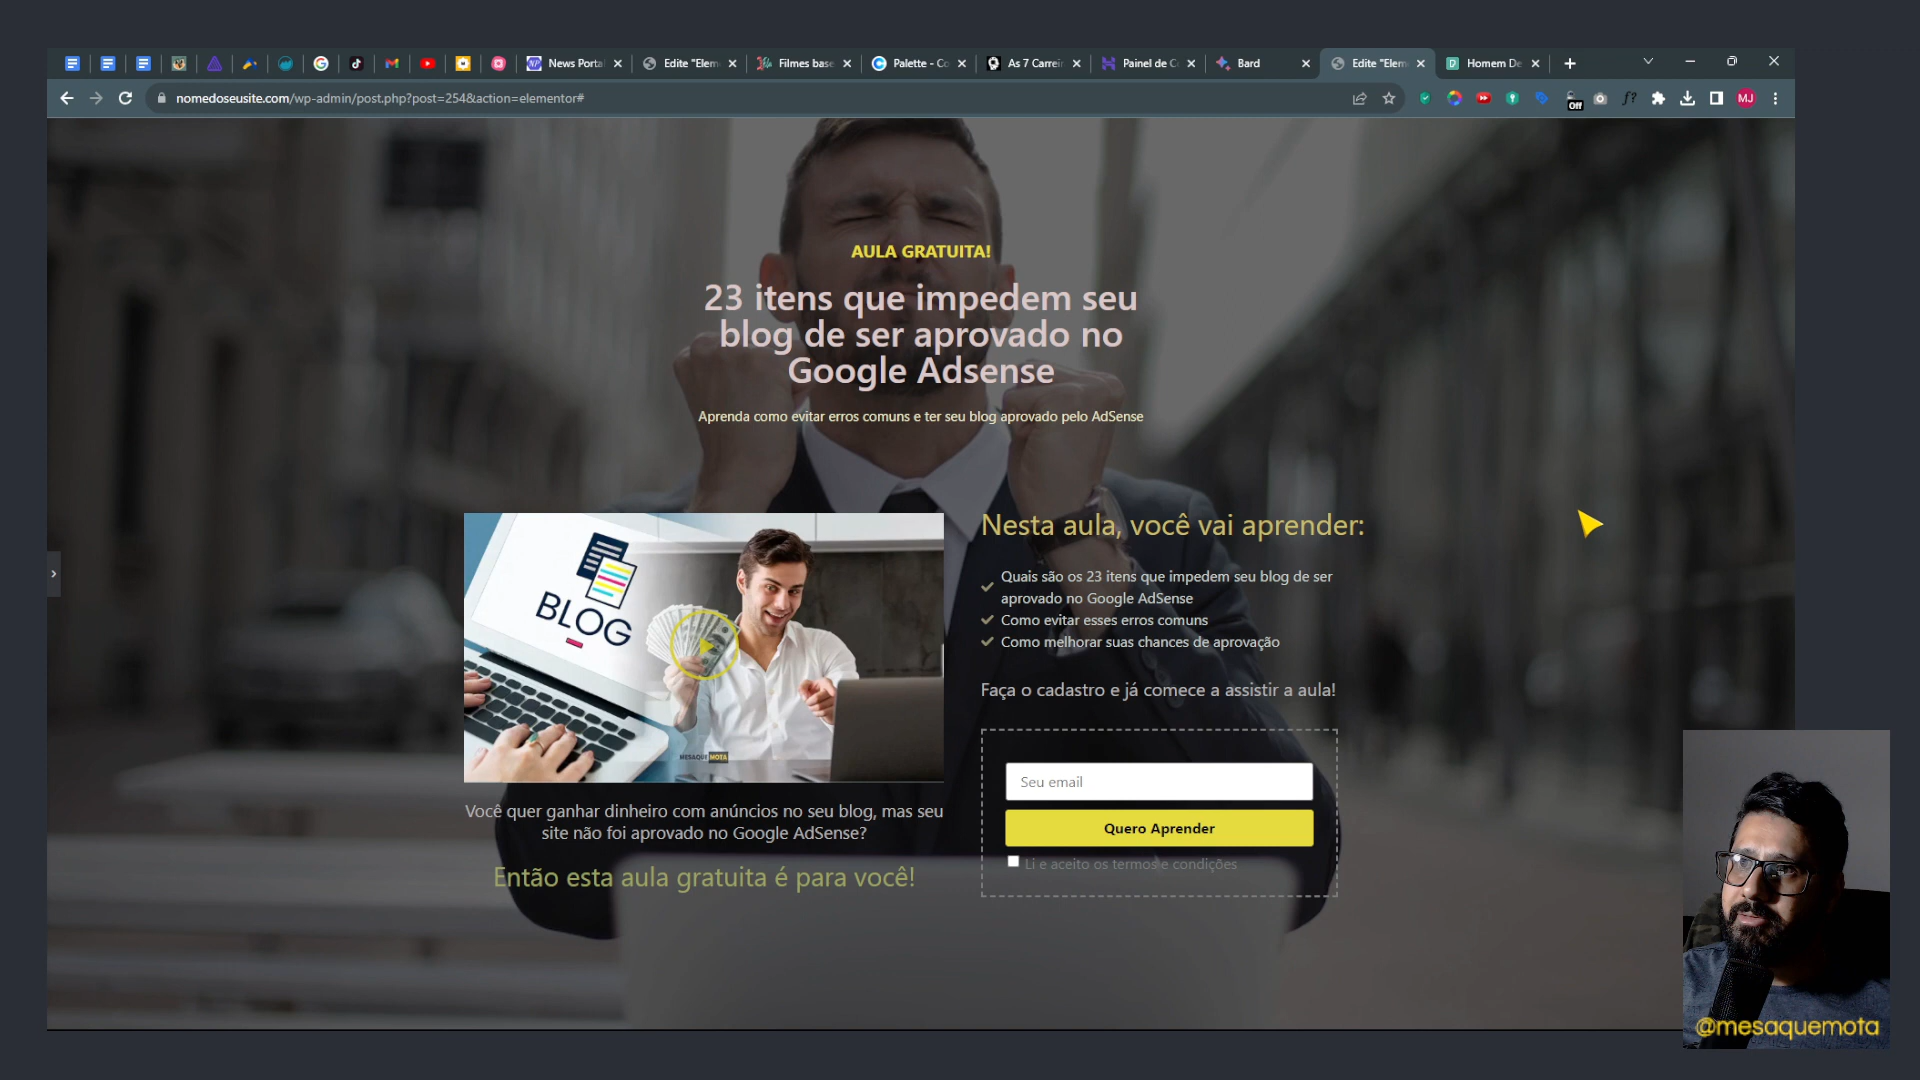 News Porta
Edite "Elem
Filmes base
Palette - Co
As 7 Carreir
Painel de C
Bard
Edite "Elem
Homem De
nomedoseusite.com/wp-admin/post.php?post=254&action=elementor#
Off
f?
MJ
AULA GRATUITA!
23 itens que impedem seu
blog de ser aprovado no
Google Adsense
Aprenda como evitar erros comuns e ter seu blog aprovado pelo AdSense
BLOG
MESAQUE MOTA
Você quer ganhar dinheiro com anúncios no seu blog, mas seu
site não foi aprovado no Google AdSense?
Então esta aula gratuita é para você!
Nesta aula, você vai aprender:
Quais são os 23 itens que impedem seu blog de ser
aprovado no Google AdSense
Como evitar esses erros comuns
Como melhorar suas chances de aprovação
Faça o cadastro e já comece a assistir a aula!
Seu email
Quero Aprender
Li e aceito os termos e condições
@mesaquemota